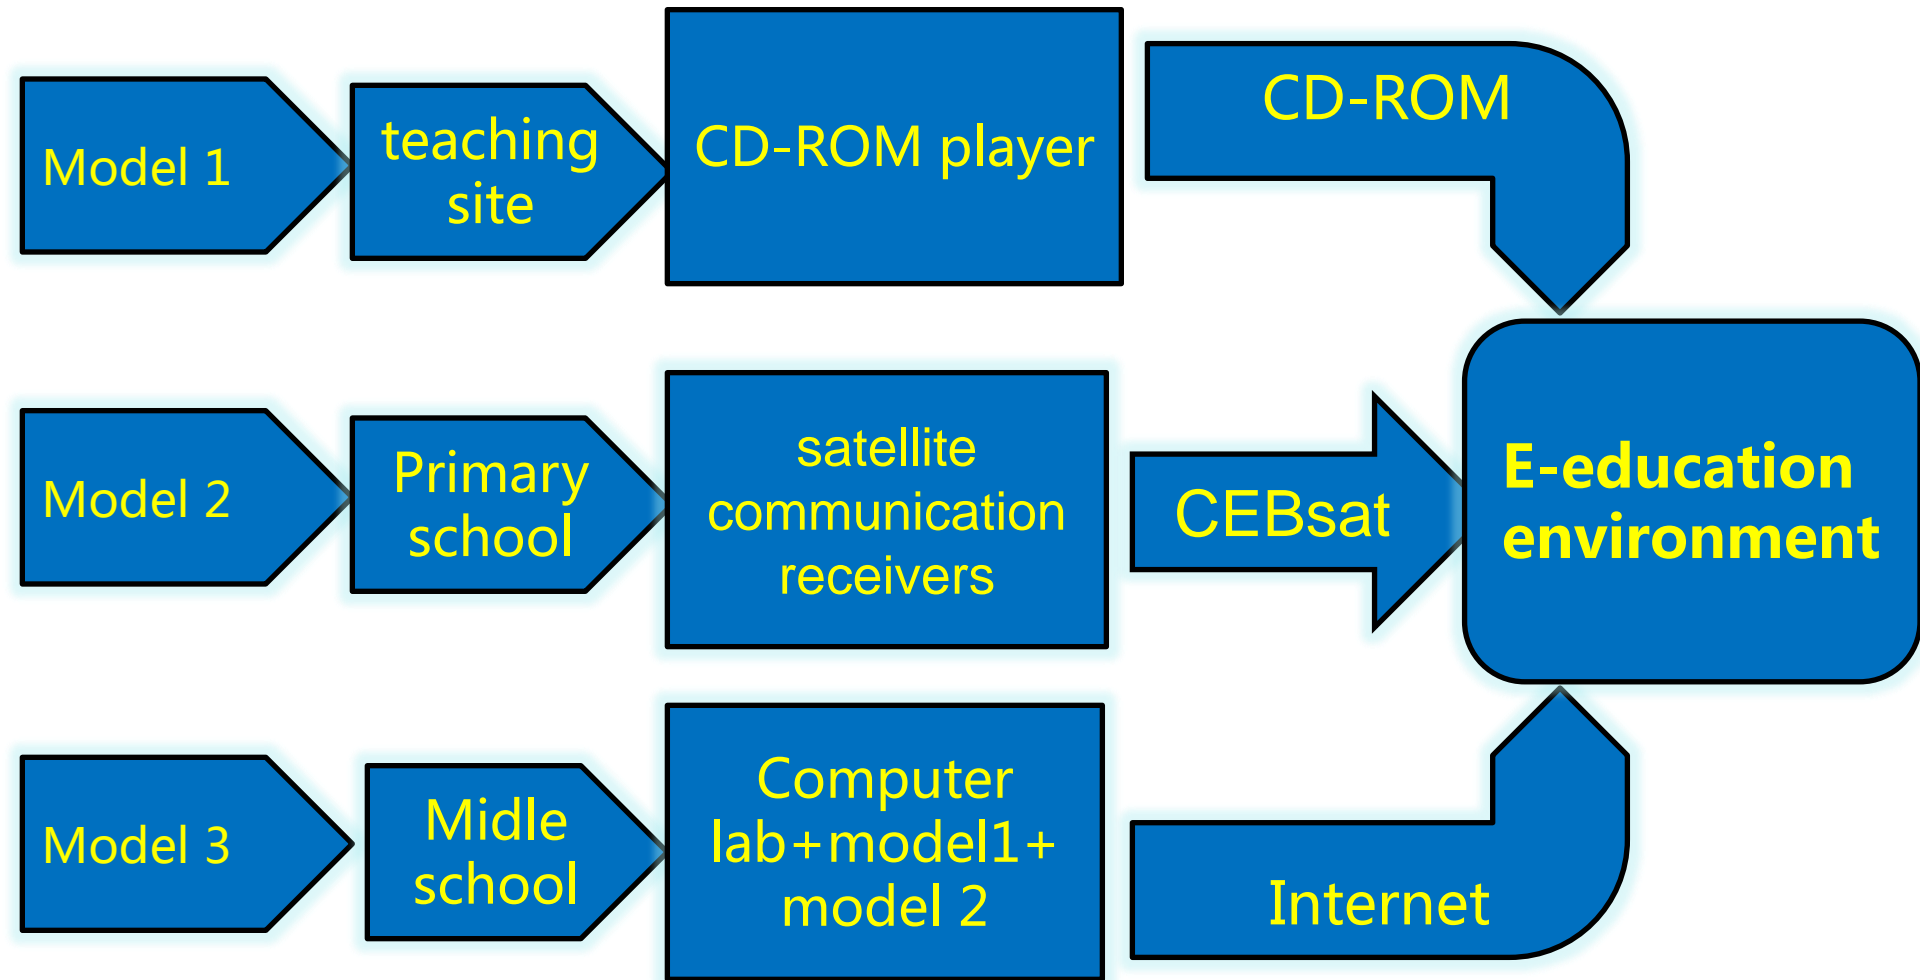 Model 1
teaching
site
CD-ROM player
CD-ROM
Model 2
Primary
school
satellite
communication
receivers
CEBsat
E-education
environment
Model 3
Midle
school
Computer
lab+model1+
model 2
Internet